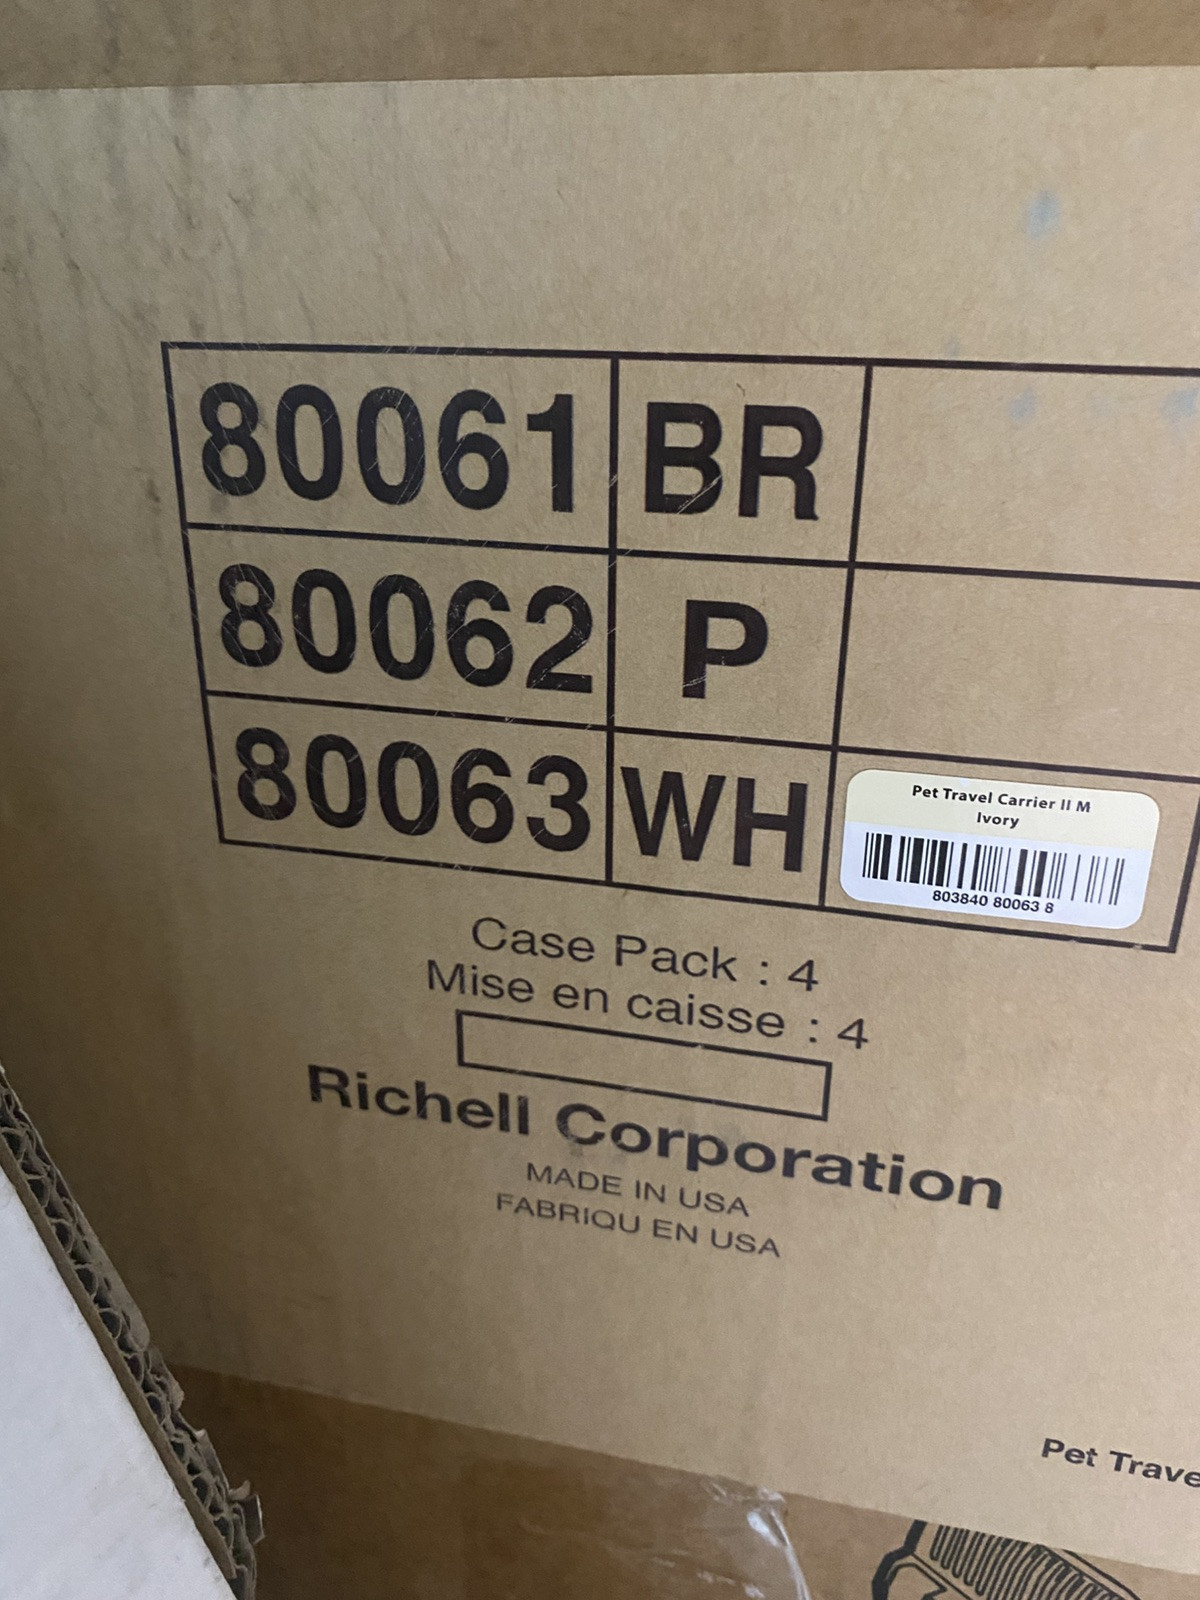 80061 BR
80062 P
80063 WH
Pet Travel Carrier II M
Ivory
803840 80063 8
Case Pack : 4
Mise en caisse : 4
Richell Corporation
MADE IN USA
FABRIQU EN USA
Pet Trave